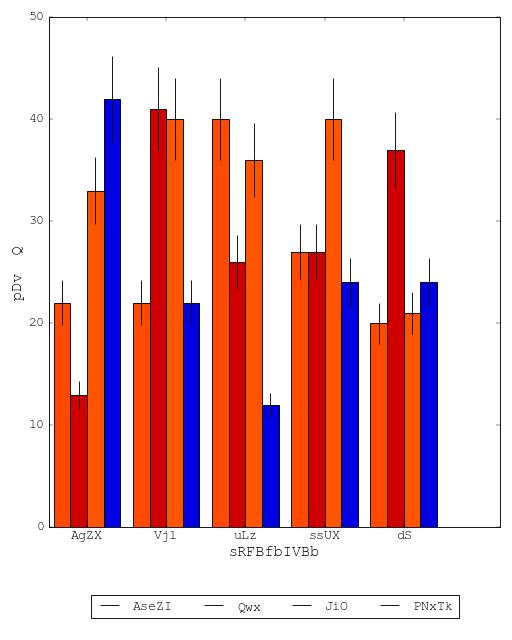 50
40
30
20
10
0
pDv Q
AgZX Vjl uLz ssUX dS
sRFBfbIVBb
AseZI Qwx JiO PNxTk